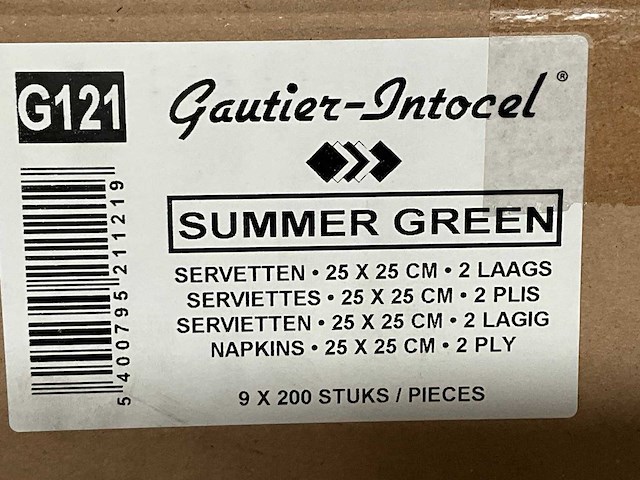 G121
Gautier-Intocel ®
SUMMER GREEN
SERVETTEN • 25 X 25 CM • 2 LAAGS
SERVIETTES • 25 X 25 CM • 2 PLIS
SERVIETTEN • 25 X 25 CM • 2 LAGIG
NAPKINS • 25 X 25 CM • 2 PLY
9 X 200 STUKS / PIECES
5 400795 211219